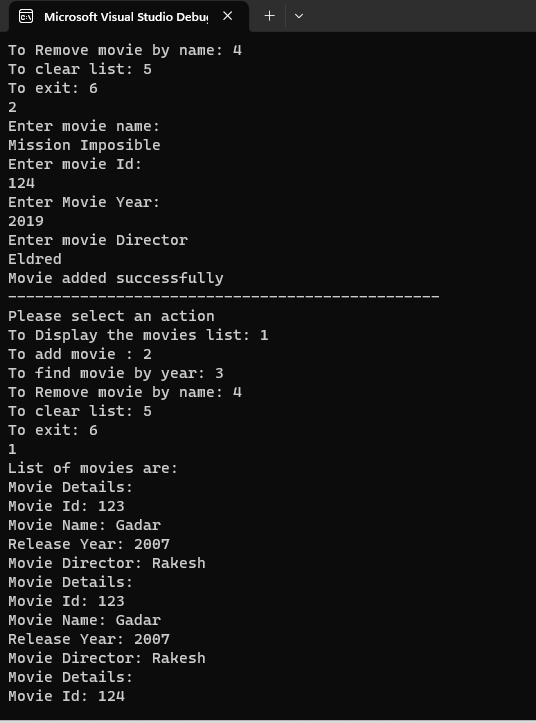 Microsoft Visual Studio Debug
To Remove movie by name: 4
To clear list: 5
To exit: 6
2
Enter movie name:
Mission Imposible
Enter movie Id:
124
Enter Movie Year:
2019
Enter movie Director
Eldred
Movie added successfully
------------------------------------------------
Please select an action
To Display the movies list: 1
To add movie : 2
To find movie by year: 3
To Remove movie by name: 4
To clear list: 5
To exit: 6
1
List of movies are:
Movie Details:
Movie Id: 123
Movie Name: Gadar
Release Year: 2007
Movie Director: Rakesh
Movie Details:
Movie Id: 123
Movie Name: Gadar
Release Year: 2007
Movie Director: Rakesh
Movie Details:
Movie Id: 124